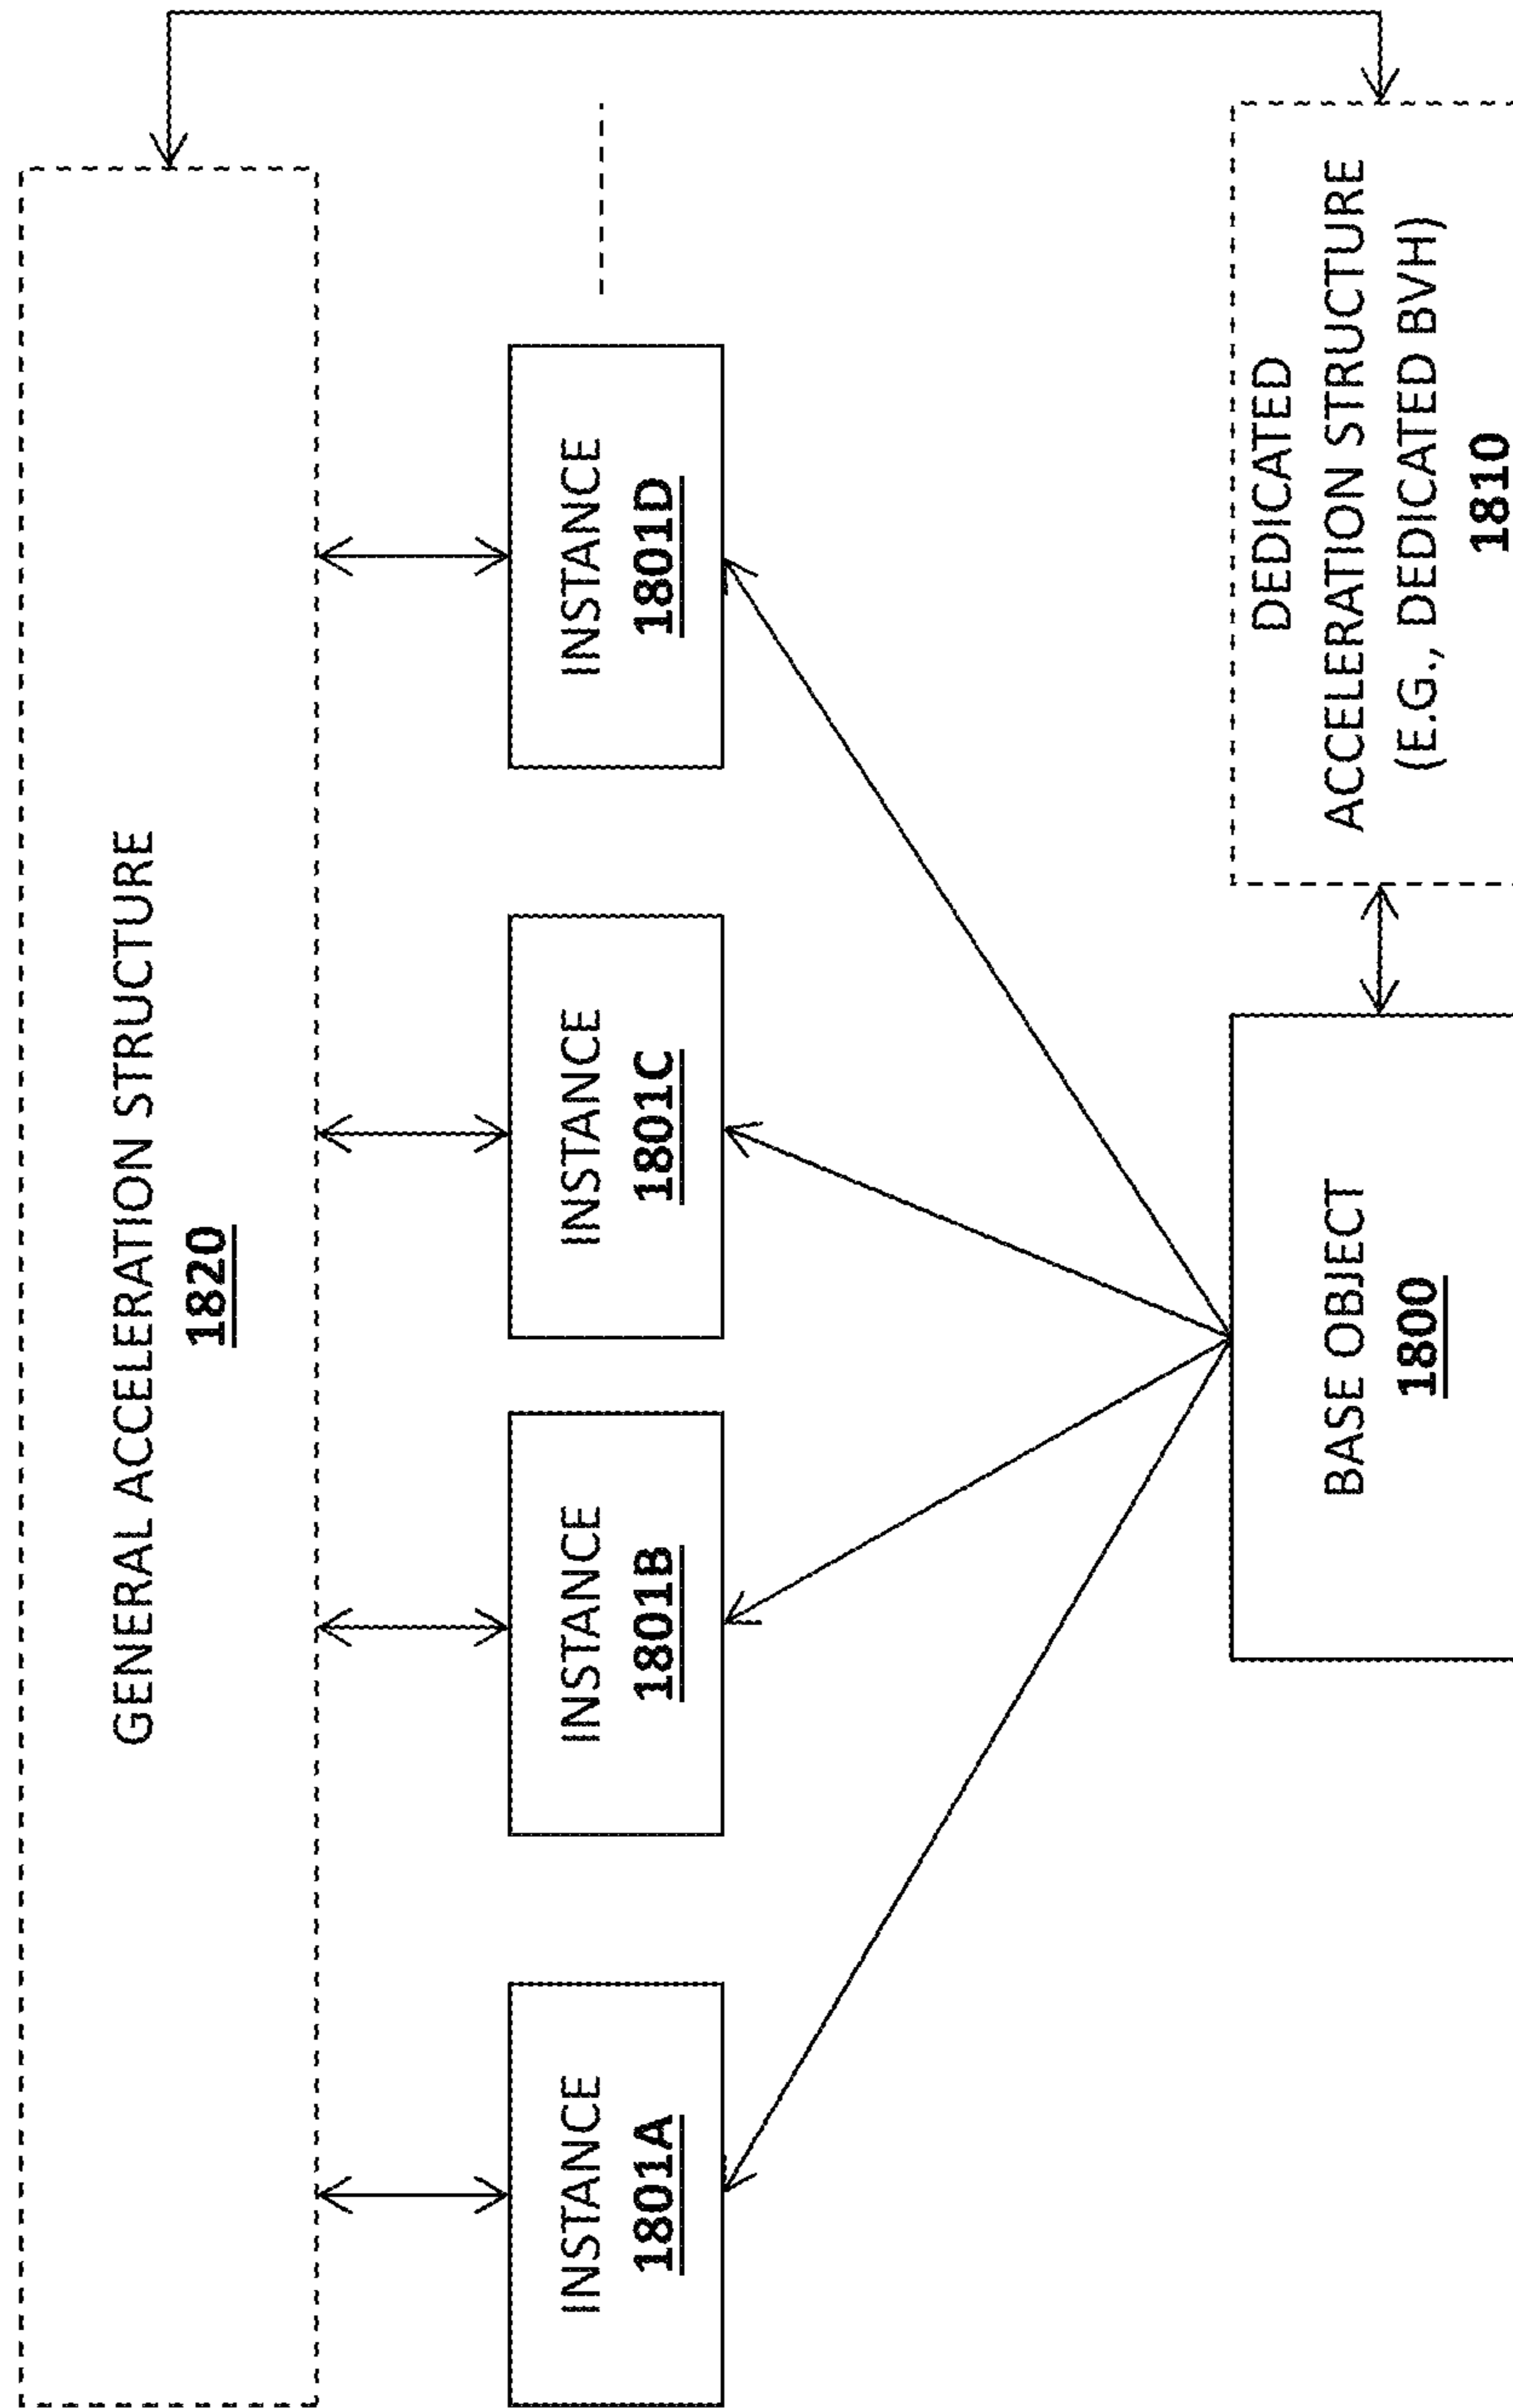 GENERAL ACCELERATION STRUCTURE
1820
INSTANCE
1801A
INSTANCE
1801B
INSTANCE
1801C
INSTANCE
1801D
BASE OBJECT
1800
DEDICATED
ACCELERATION STRUCTURE
(E.G., DEDICATED BVH)
1810